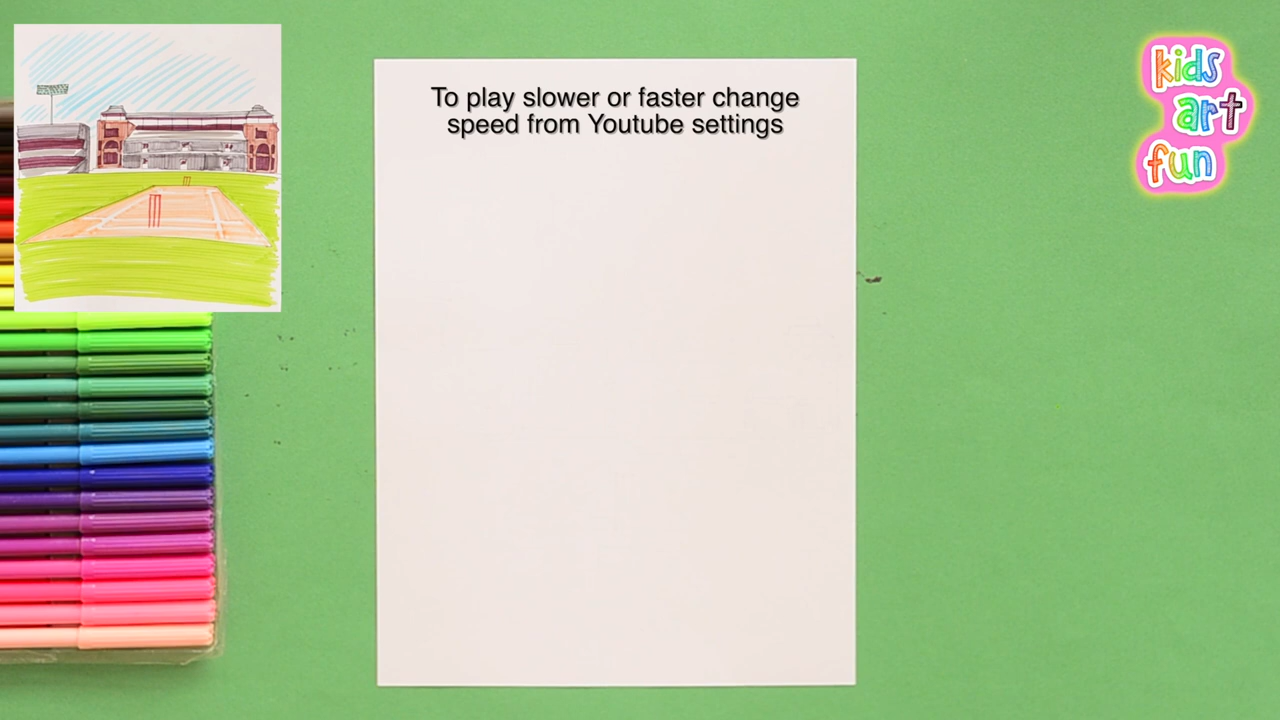 To play slower or faster change
speed from Youtube settings
kids
art
fun